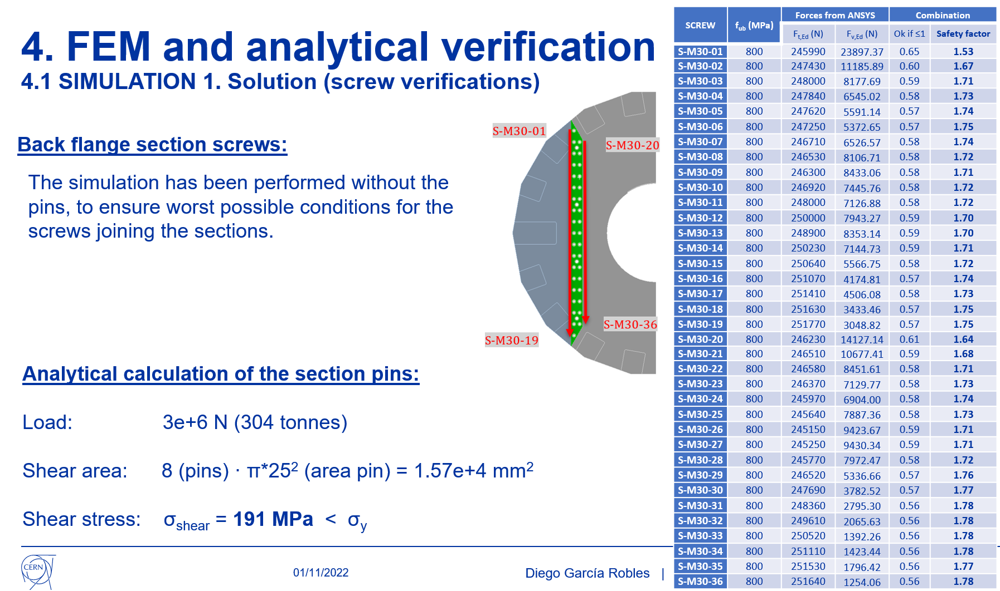 4. FEM and analytical verification
4.1 SIMULATION 1. Solution (screw verifications)
Back flange section screws:
The simulation has been performed without the
pins, to ensure worst possible conditions for the
screws joining the sections.
S-M30-01
S-M30-20
S-M30-36
S-M30-19
Analytical calculation of the section pins:
Load: 3e+6 N (304 tonnes)
Shear area: 8 (pins) · π*25² (area pin) = 1.57e+4 mm²
Shear stress: σshear = 191 MPa < σy
CERN
01/11/2022
Diego García Robles |
SCREW fub (MPa) Forces from ANSYS Combination
Ft,Ed (N) Fv,Ed (N) Ok if ≤1 Safety factor
S-M30-01 800 245990 23897.37 0.65 1.53
S-M30-02 800 247430 11185.89 0.60 1.67
S-M30-03 800 248000 8177.69 0.59 1.71
S-M30-04 800 247840 6545.02 0.58 1.73
S-M30-05 800 247620 5591.14 0.57 1.74
S-M30-06 800 247250 5372.65 0.57 1.75
S-M30-07 800 246710 6526.57 0.58 1.74
S-M30-08 800 246530 8106.71 0.58 1.72
S-M30-09 800 246300 8433.06 0.58 1.71
S-M30-10 800 246920 7445.76 0.58 1.72
S-M30-11 800 248000 7126.88 0.58 1.72
S-M30-12 800 250000 7943.27 0.59 1.70
S-M30-13 800 248900 8353.14 0.59 1.70
S-M30-14 800 250230 7144.73 0.59 1.71
S-M30-15 800 250640 5566.75 0.58 1.72
S-M30-16 800 251070 4174.81 0.57 1.74
S-M30-17 800 251410 4506.08 0.58 1.73
S-M30-18 800 251630 3433.46 0.57 1.75
S-M30-19 800 251770 3048.82 0.57 1.75
S-M30-20 800 246230 14127.14 0.61 1.64
S-M30-21 800 246510 10677.41 0.59 1.68
S-M30-22 800 246580 8451.61 0.58 1.71
S-M30-23 800 246370 7129.77 0.58 1.73
S-M30-24 800 245970 6904.00 0.58 1.74
S-M30-25 800 245640 7887.36 0.58 1.73
S-M30-26 800 245150 9423.67 0.59 1.71
S-M30-27 800 245250 9430.34 0.59 1.71
S-M30-28 800 245770 7972.47 0.58 1.72
S-M30-29 800 246520 5336.66 0.57 1.76
S-M30-30 800 247690 3782.52 0.57 1.77
S-M30-31 800 248360 2795.30 0.56 1.78
S-M30-32 800 249610 2065.63 0.56 1.78
S-M30-33 800 250520 1392.26 0.56 1.78
S-M30-34 800 251110 1423.44 0.56 1.78
S-M30-35 800 251530 1796.42 0.56 1.77
S-M30-36 800 251640 1254.06 0.56 1.78